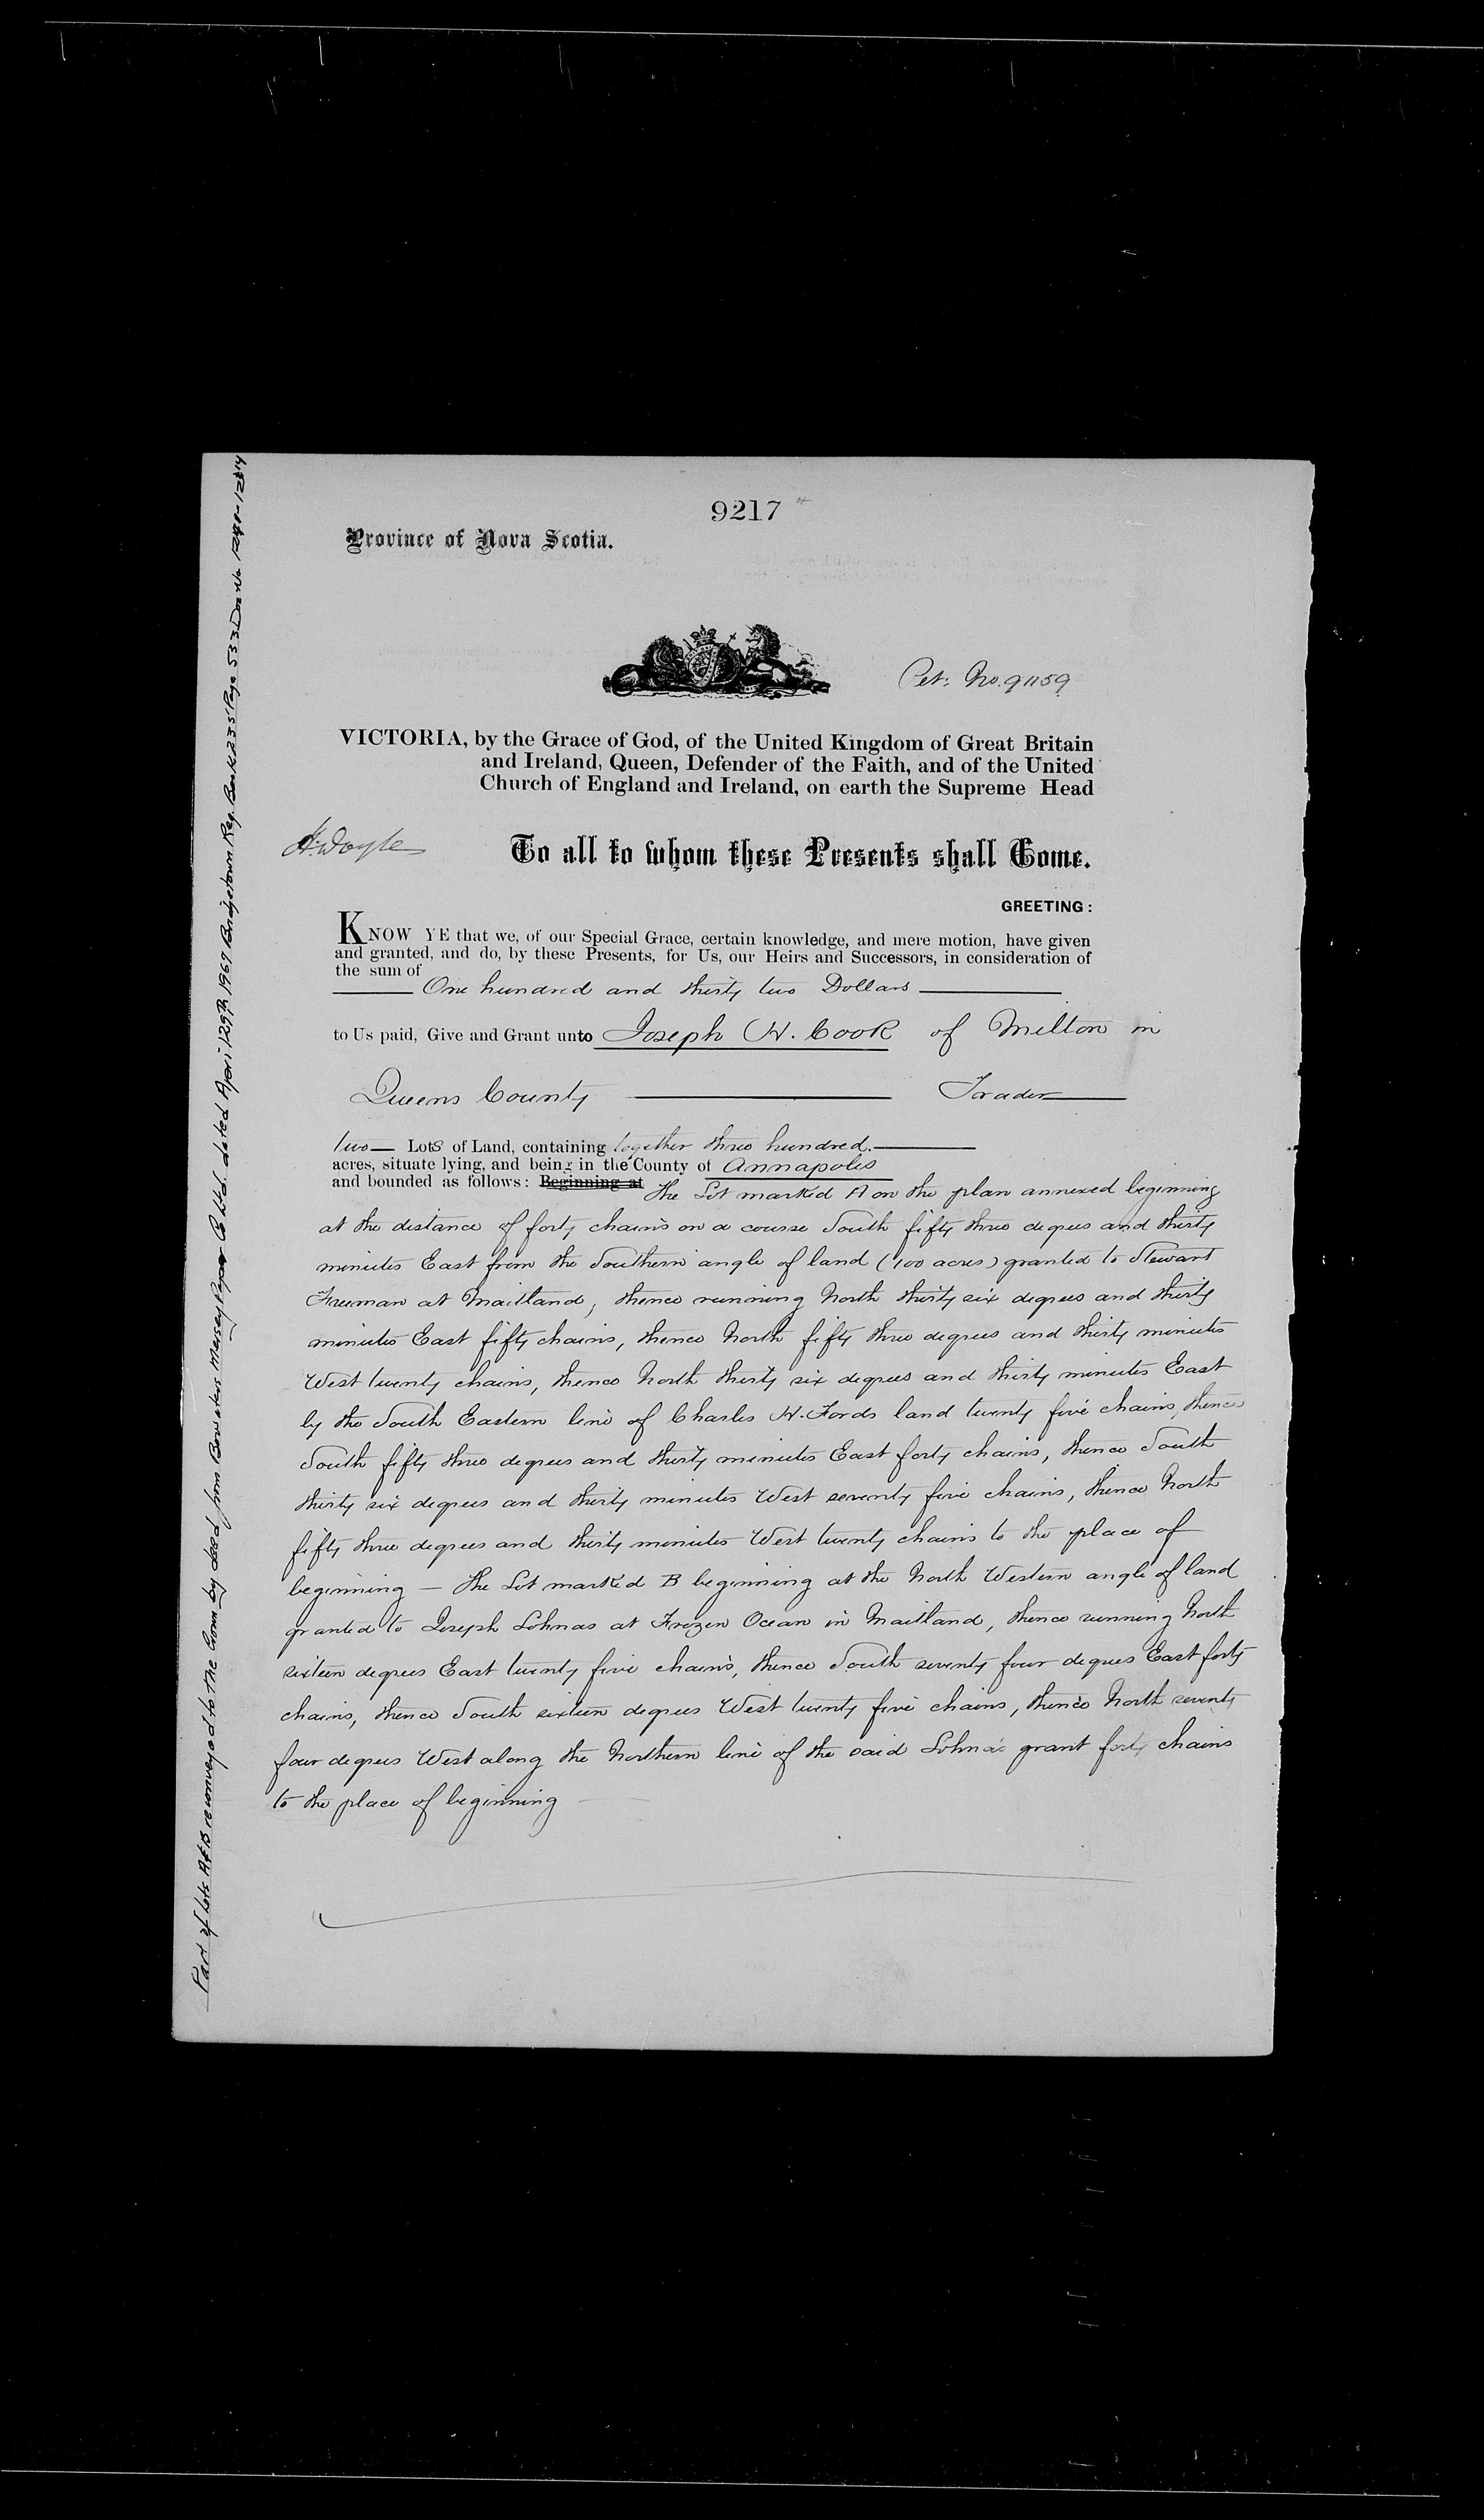 9217
Province of Nova Scotia.
Pet: No. 91159
VICTORIA, by the Grace of God, of the United Kingdom of Great Britain
and Ireland, Queen, Defender of the Faith, and of the United
Church of England and Ireland, on earth the Supreme Head
H. Doyle
To all to whom these Presents shall Come.
GREETING:
KNOW YE that we, of our Special Grace, certain knowledge, and mere motion, have given
and granted, and do, by these Presents, for Us, our Heirs and Successors, in consideration of
the sum of
One hundred and thirty two Dollars
to Us paid, Give and Grant unto Joseph H. Cook of Milton in
Queens County Trader
two Lots of Land, containing together three hundred.
acres, situate lying, and being in the County of Annapolis
and bounded as follows: Beginning at The Lot marked A on the plan annexed beginning
at the distance of forty chains on a course South fifty three degrees and thirty
minutes East from the Southern angle of land (100 acres) granted to Stewart
Freeman at Maitland, thence running North thirty six degrees and thirty
minutes East fifty chains, thence North fifty three degrees and thirty minutes
West twenty chains, thence North thirty six degrees and thirty minutes East
by the South Eastern line of Charles H. Fords land twenty five chains, thence
South fifty three degrees and thirty minutes East forty chains, thence South
thirty six degrees and thirty minutes West seventy five chains, thence North
fifty three degrees and thirty minutes West twenty chains to the place of
beginning — The Lot marked B beginning at the North Western angle of land
granted to Joseph Lohnas at Frozen Ocean in Maitland, thence running North
sixteen degrees East twenty five chains, thence South seventy four degrees East forty
chains, thence South sixteen degrees West twenty five chains, thence North seventy
four degrees West along the Northern line of the said Lohnas grant forty chains
to the place of beginning
Part of Lots A & B reconveyed to the Crown by deed from Bowaters Mersey Paper Co Ltd. dated April 29th 1967 Bridgetown Reg. Book 235 Page 533 Doc No